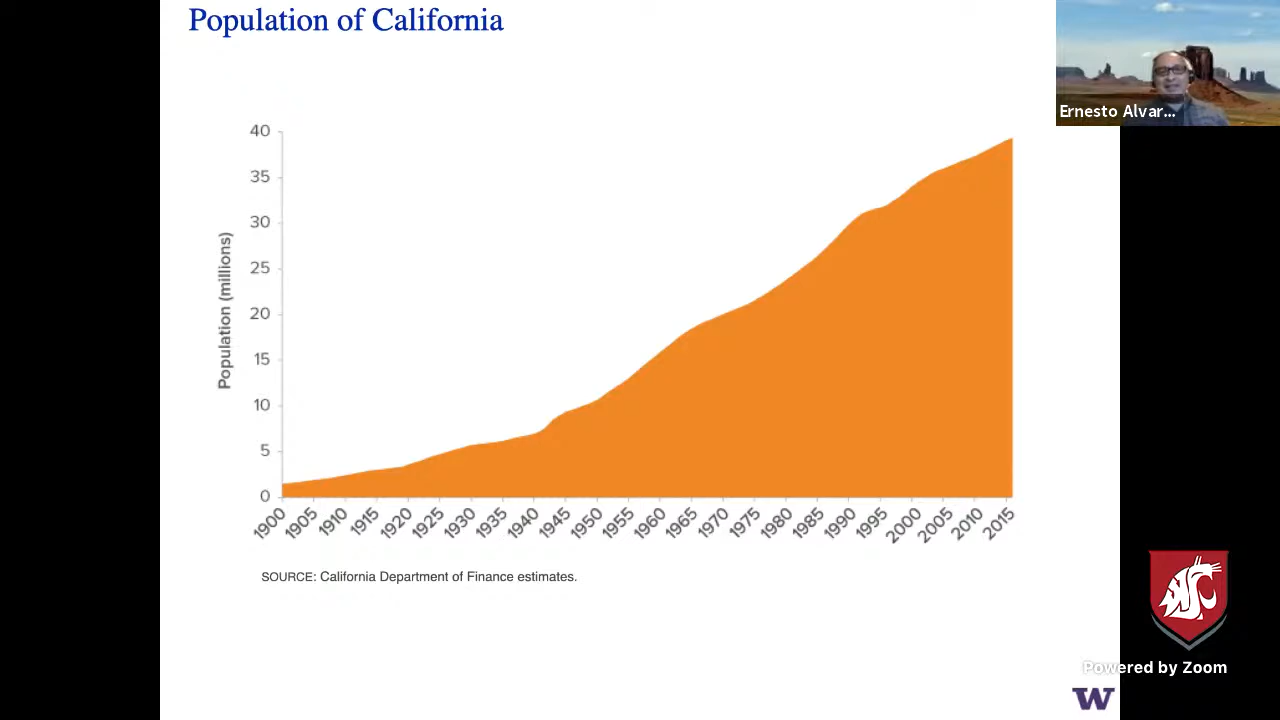 Population of California
Ernesto Alvar...
40
35
30
25
20
15
10
5
0
Population (millions)
1900 1905 1910 1915 1920 1925 1930 1935 1940 1945 1950 1955 1960 1965 1970 1975 1980 1985 1990 1995 2000 2005 2010 2015
SOURCE: California Department of Finance estimates.
Powered by Zoom
W